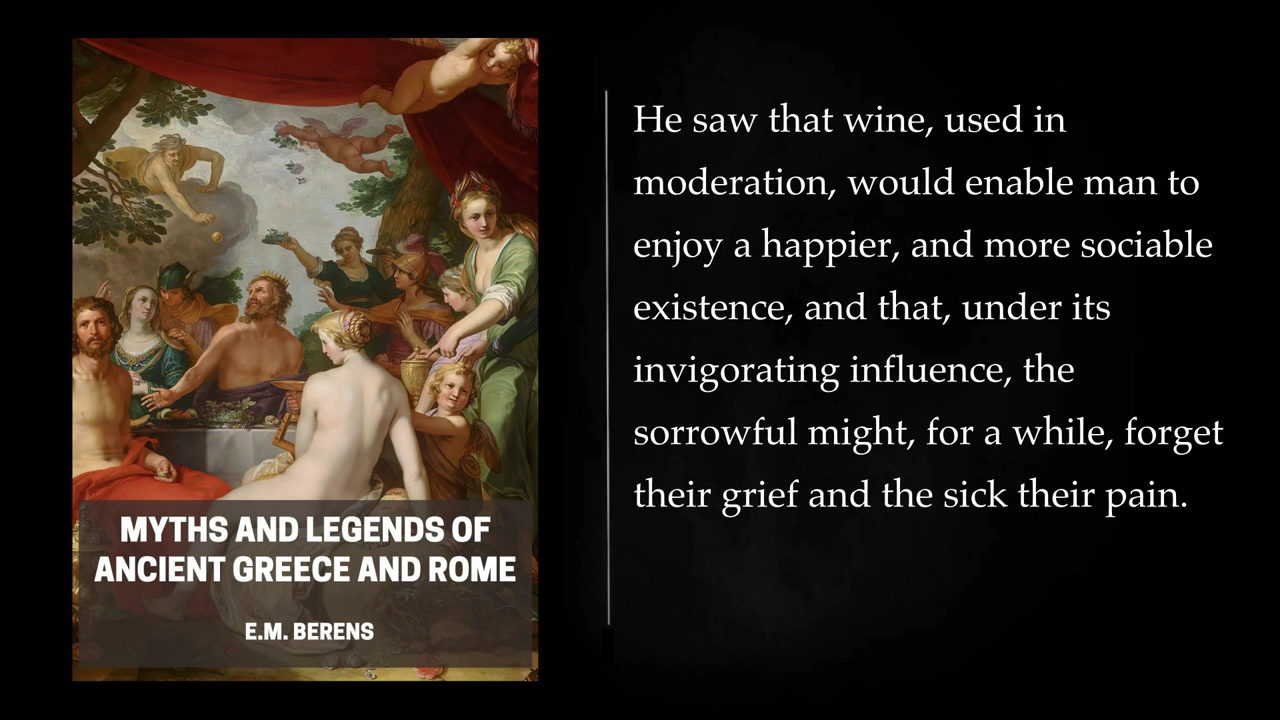 MYTHS AND LEGENDS OF
ANCIENT GREECE AND ROME
E.M. BERENS
He saw that wine, used in
moderation, would enable man to
enjoy a happier, and more sociable
existence, and that, under its
invigorating influence, the
sorrowful might, for a while, forget
their grief and the sick their pain.